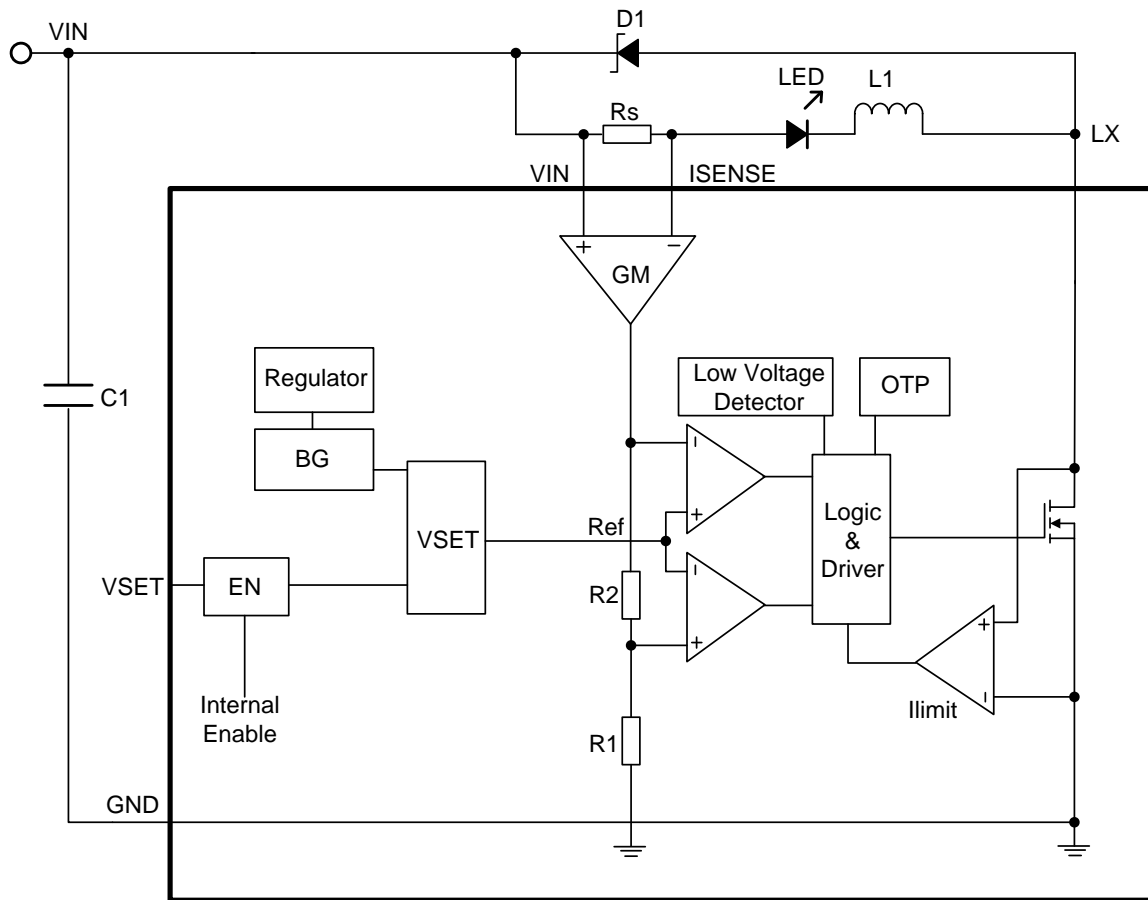 VIN
D1
LED
L1
Rs
LX
VIN
ISENSE
+
−
GM
Regulator
Low Voltage
Detector
OTP
C1
BG
VSET
Ref
Logic
&
Driver
VSET
EN
R2
Internal
Enable
Ilimit
R1
GND